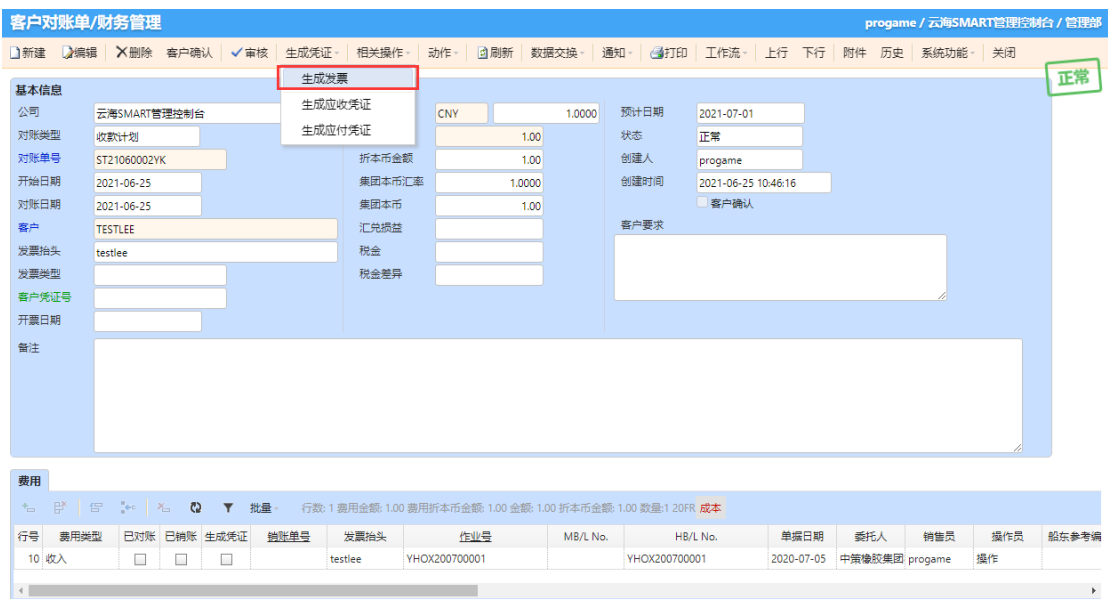 客户对账单/财务管理 progame / 云海SMART管理控制台 / 管理部
新建 编辑 删除 客户确认 审核 生成凭证 相关操作 动作 刷新 数据交换 通知 打印 工作流 上行 下行 附件 历史 系统功能 关闭
生成发票
生成应收凭证
生成应付凭证
正常
基本信息
公司 云海SMART管理控制台 CNY 1.0000 预计日期 2021-07-01
对账类型 收款计划 1.00 状态 正常
对账单号 ST21060002YK 折本币金额 1.00 创建人 progame
开始日期 2021-06-25 集团本币汇率 1.0000 创建时间 2021-06-25 10:46:16
对账日期 2021-06-25 集团本币 1.00 客户确认
客户 TESTLEE 汇兑损益 客户要求
发票抬头 testlee 税金
发票类型 税金差异
客户凭证号
开票日期
备注
费用
批量 行数: 1 费用金额: 1.00 费用折本币金额: 1.00 金额: 1.00 折本币金额: 1.00 数量:1 20FR 成本
行号 费用类型 已对账 已销账 生成凭证 销账单号 发票抬头 作业号 MB/L No. HB/L No. 单据日期 委托人 销售员 操作员 船东参考编
10 收入 testlee YHOX200700001 YHOX200700001 2020-07-05 中策橡胶集团 progame 操作